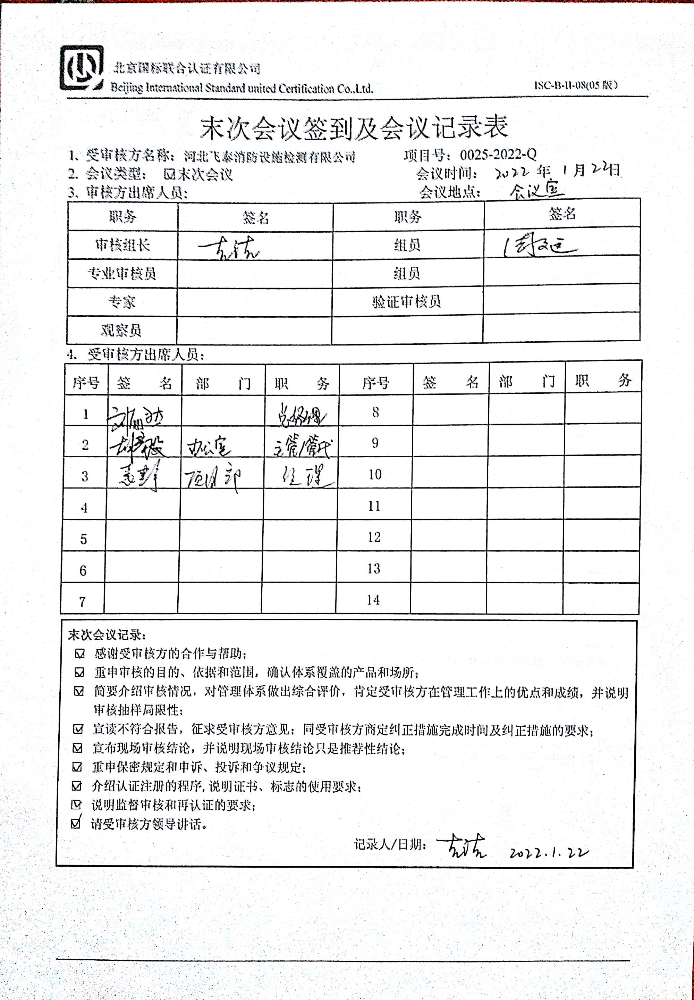 北京国标联合认证有限公司
Beijing International Standard united Certification Co.,Ltd.
ISC-B-II-08(05 版)
末次会议签到及会议记录表
1. 受审核方名称: 河北飞泰消防设施检测有限公司 项目号: 0025-2022-Q
2. 会议类型: ☑末次会议 会议时间: 2022 年 1 月 22日
3. 审核方出席人员: 会议地点: 会议室
职务 签名 职务 签名
审核组长 组员
专业审核员 组员
专家 验证审核员
观察员
4. 受审核方出席人员:
序号 签 名 部 门 职 务 序号 签 名 部 门 职 务
1 总经理 8
2 办公室 主管/管代 9
3 项目部 经理 10
4 11
5 12
6 13
7 14
末次会议记录:
☑ 感谢受审核方的合作与帮助;
☑ 重申审核的目的、依据和范围，确认体系覆盖的产品和场所;
☑ 简要介绍审核情况，对管理体系做出综合评价，肯定受审核方在管理工作上的优点和成绩，并说明
审核抽样局限性;
☑ 宣读不符合报告，征求受审核方意见; 同受审核方商定纠正措施完成时间及纠正措施的要求;
☑ 宣布现场审核结论，并说明现场审核结论只是推荐性结论;
☑ 重申保密规定和申诉、投诉和争议规定;
☑ 介绍认证注册的程序, 说明证书、标志的使用要求;
☑ 说明监督审核和再认证的要求;
☑ 请受审核方领导讲话。
记录人/日期: 2022.1.22